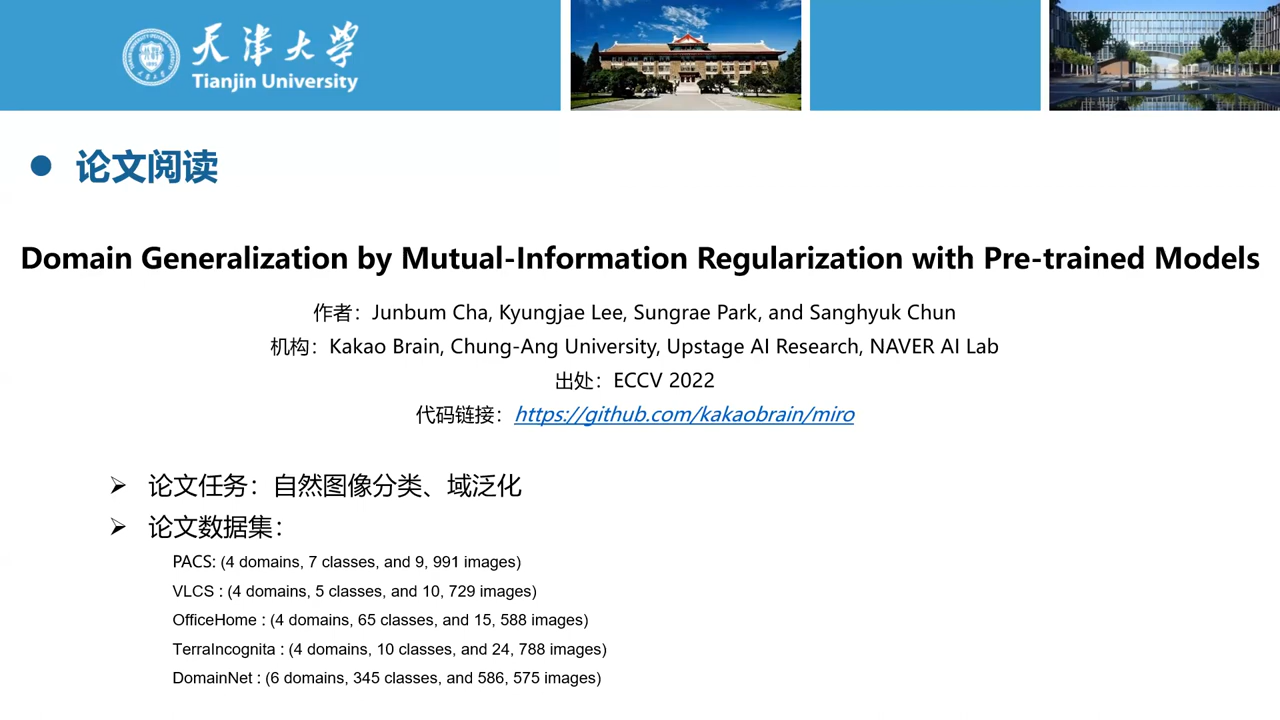 天津大学
Tianjin University
● 论文阅读
Domain Generalization by Mutual-Information Regularization with Pre-trained Models
作者：Junbum Cha, Kyungjae Lee, Sungrae Park, and Sanghyuk Chun
机构：Kakao Brain, Chung-Ang University, Upstage AI Research, NAVER AI Lab
出处：ECCV 2022
代码链接：https://github.com/kakaobrain/miro
➢ 论文任务：自然图像分类、域泛化
➢ 论文数据集：
PACS: (4 domains, 7 classes, and 9, 991 images)
VLCS : (4 domains, 5 classes, and 10, 729 images)
OfficeHome : (4 domains, 65 classes, and 15, 588 images)
TerraIncognita : (4 domains, 10 classes, and 24, 788 images)
DomainNet : (6 domains, 345 classes, and 586, 575 images)